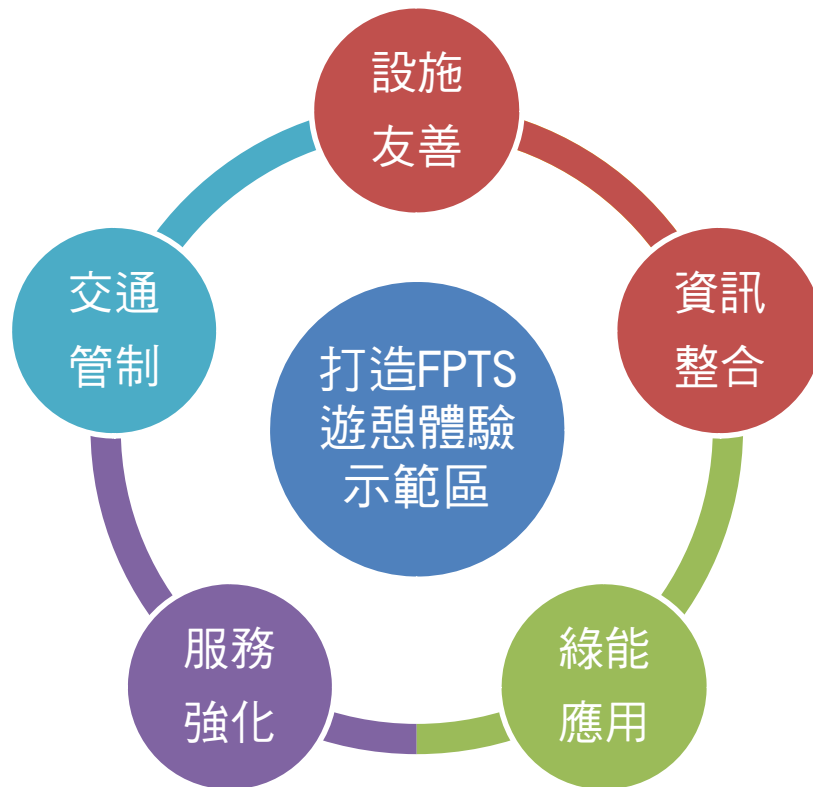 設施
友善
資訊
整合
綠能
應用
服務
強化
交通
管制
打造FPTS
遊憩體驗
示範區